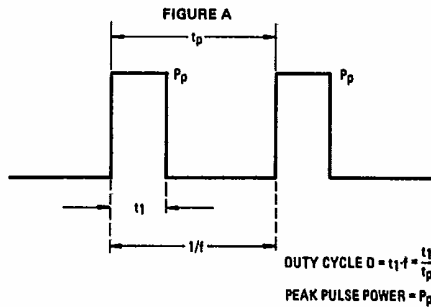 FIGURE A
tp
Pp Pp
t1
1/f
DUTY CYCLE D = t1·f = t1/tp
PEAK PULSE POWER = Pp